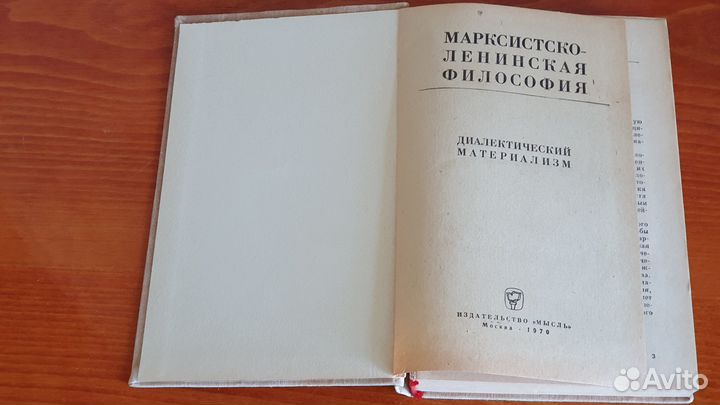 МАРКСИСТСКО-
ЛЕНИНСКАЯ
ФИЛОСОФИЯ
ДИАЛЕКТИЧЕСКИЙ
МАТЕРИАЛИЗМ
ИЗДАТЕЛЬСТВО «МЫСЛЬ»
Москва - 1970
3
Avito